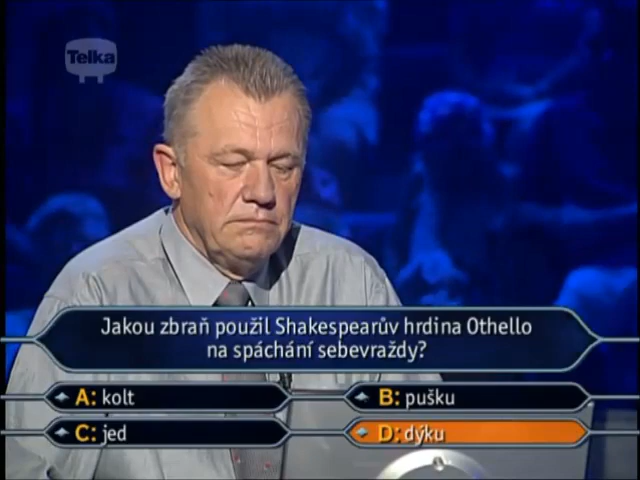 Telka
Jakou zbraň použil Shakespearův hrdina Othello
na spáchání sebevraždy?
A: kolt
B: pušku
C: jed
D: dýku